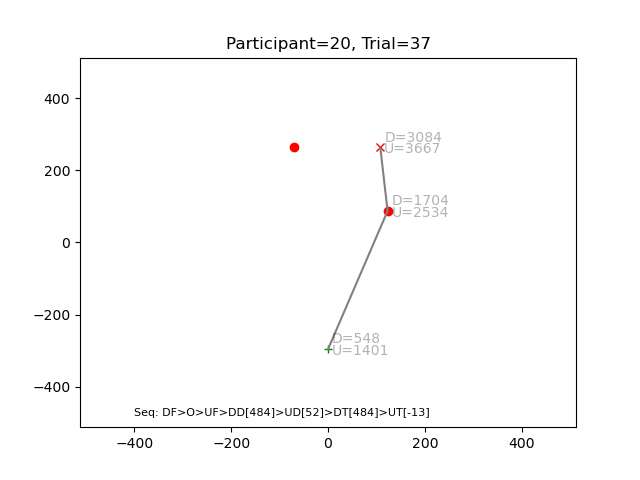 Participant=20, Trial=37
400
200
0
−200
−400
D=3084
U=3667
D=1704
U=2534
D=548
U=1401
Seq: DF>O>UF>DD[484]>UD[52]>DT[484]>UT[-13]
−400 −200 0 200 400